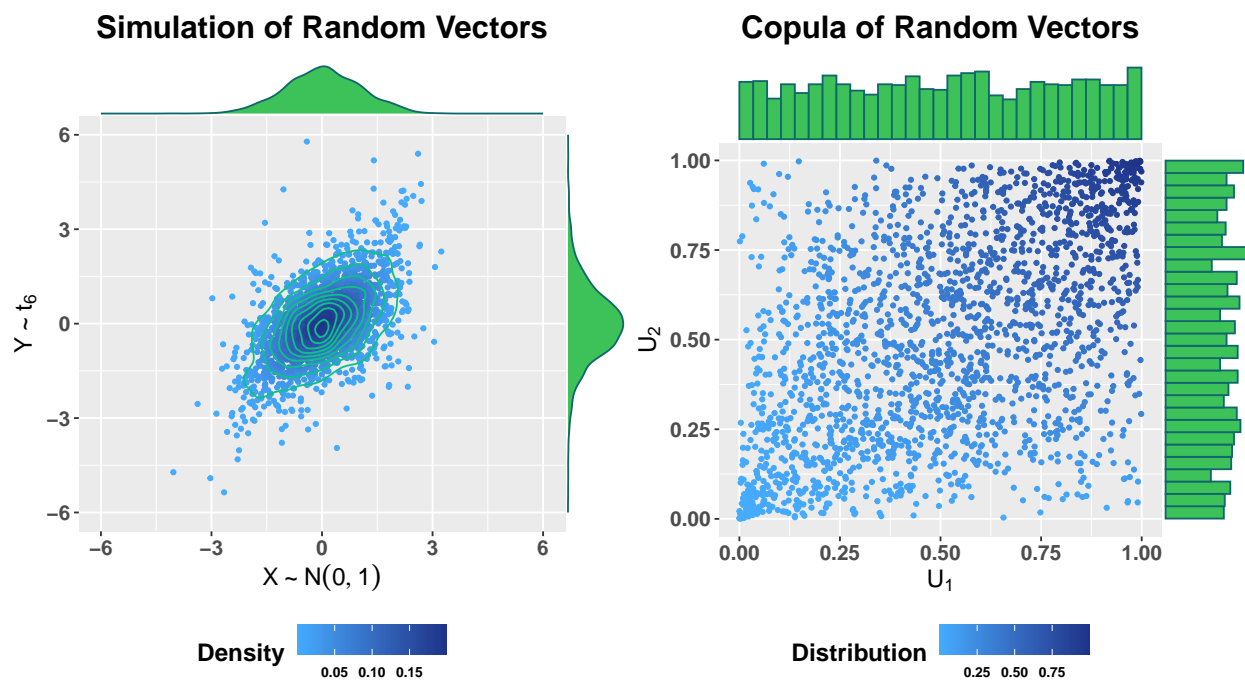 Simulation of Random Vectors
6
3
0
−3
−6
Y ~ t₆
−6 −3 0 3 6
X ~ N(0, 1)
Density
0.05 0.10 0.15
Copula of Random Vectors
1.00
0.75
0.50
0.25
0.00
U₂
0.00 0.25 0.50 0.75 1.00
U₁
Distribution
0.25 0.50 0.75